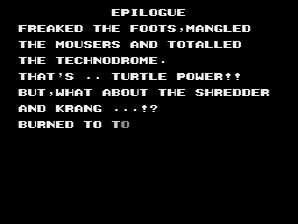 EPILOGUE
FREAKED THE FOOTS,MANGLED
THE MOUSERS AND TOTALLED
THE TECHNODROME.
THAT'S .. TURTLE POWER!!
BUT,WHAT ABOUT THE SHREDDER
AND KRANG ...!?
BURNED TO TO